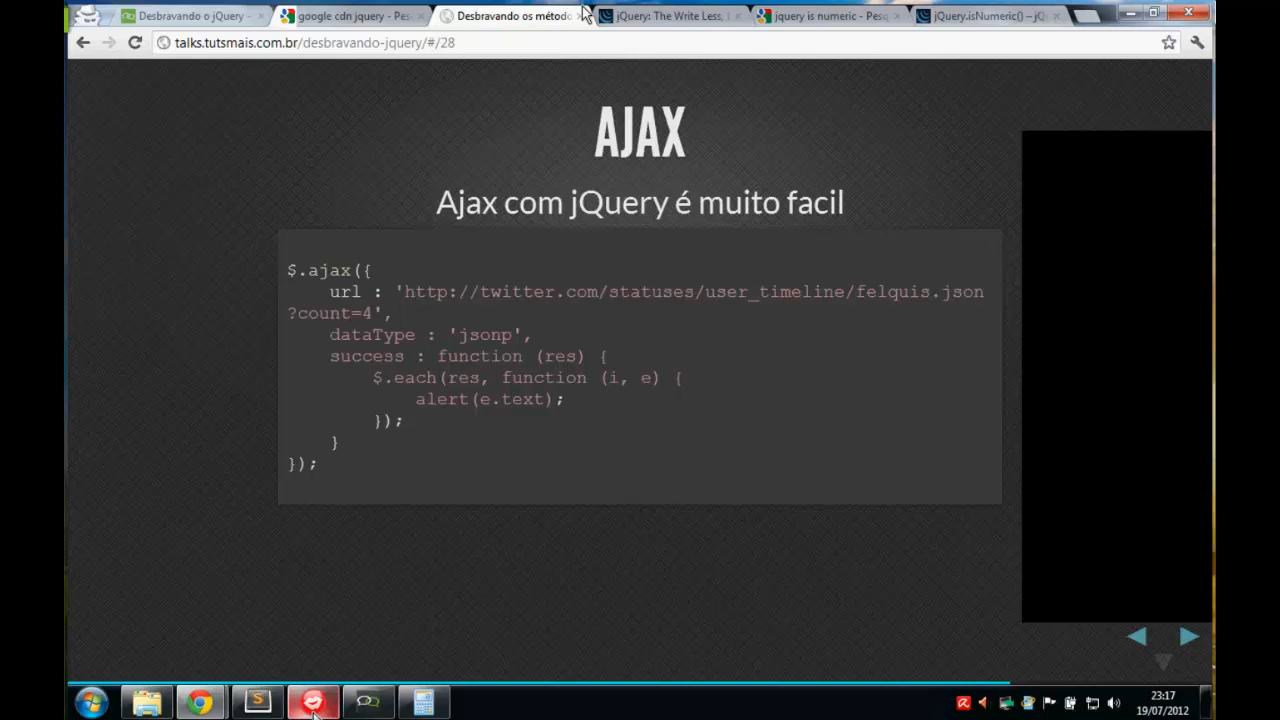 Desbravando o jQuery -
google cdn jquery - Pes
Desbravando os método
jQuery: The Write Less,
jquery is numeric - Pesq
jQuery.isNumeric() – jQ
talks.tutsmais.com.br/desbravando-jquery/#/28
AJAX
Ajax com jQuery é muito facil
$.ajax({
url : 'http://twitter.com/statuses/user_timeline/felquis.json
?count=4',
dataType : 'jsonp',
success : function (res) {
$.each(res, function (i, e) {
alert(e.text);
});
}
});
23:17
19/07/2012